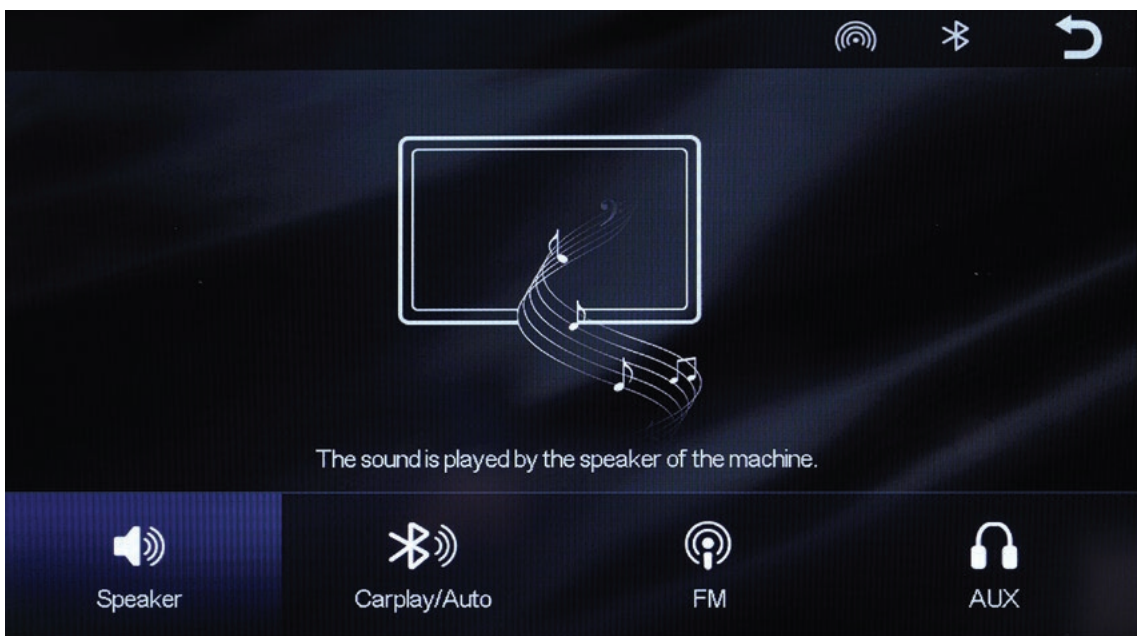 The sound is played by the speaker of the machine.
Speaker
Carplay/Auto
FM
AUX